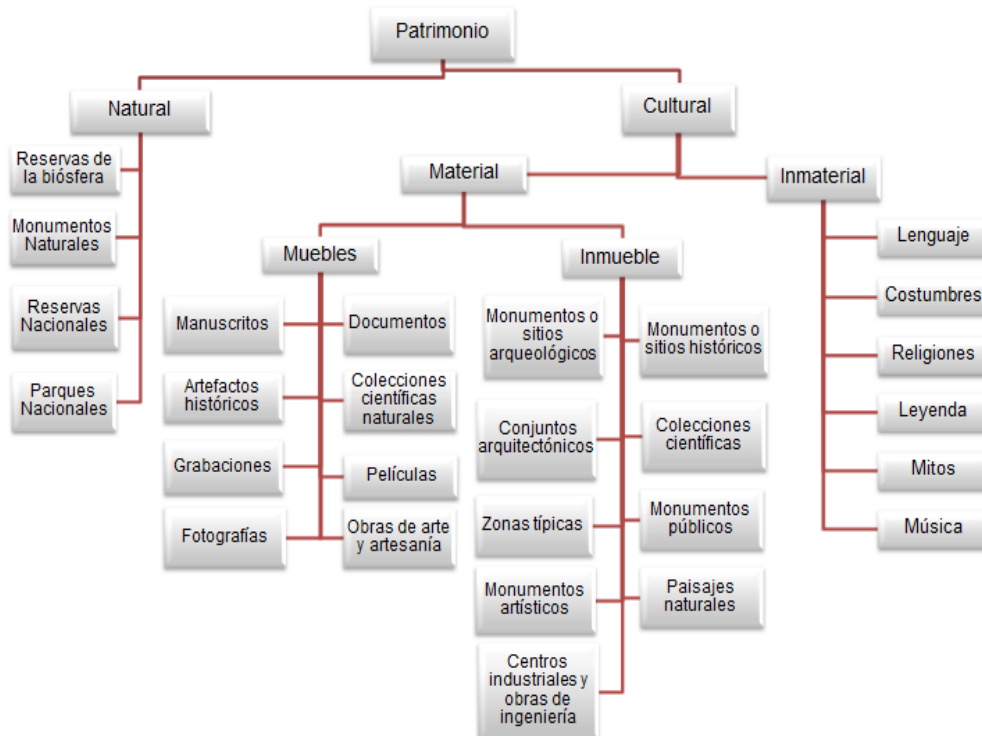 Patrimonio
Natural
Cultural
Reservas de
la biósfera
Monumentos
Naturales
Reservas
Nacionales
Parques
Nacionales
Material
Inmaterial
Muebles
Inmueble
Manuscritos
Documentos
Artefactos
históricos
Colecciones
científicas
naturales
Grabaciones
Películas
Fotografías
Obras de arte
y artesanía
Monumentos o
sitios
arqueológicos
Monumentos o
sitios históricos
Conjuntos
arquitectónicos
Colecciones
científicas
Zonas típicas
Monumentos
públicos
Monumentos
artísticos
Paisajes
naturales
Centros
industriales y
obras de
ingeniería
Lenguaje
Costumbres
Religiones
Leyenda
Mitos
Música